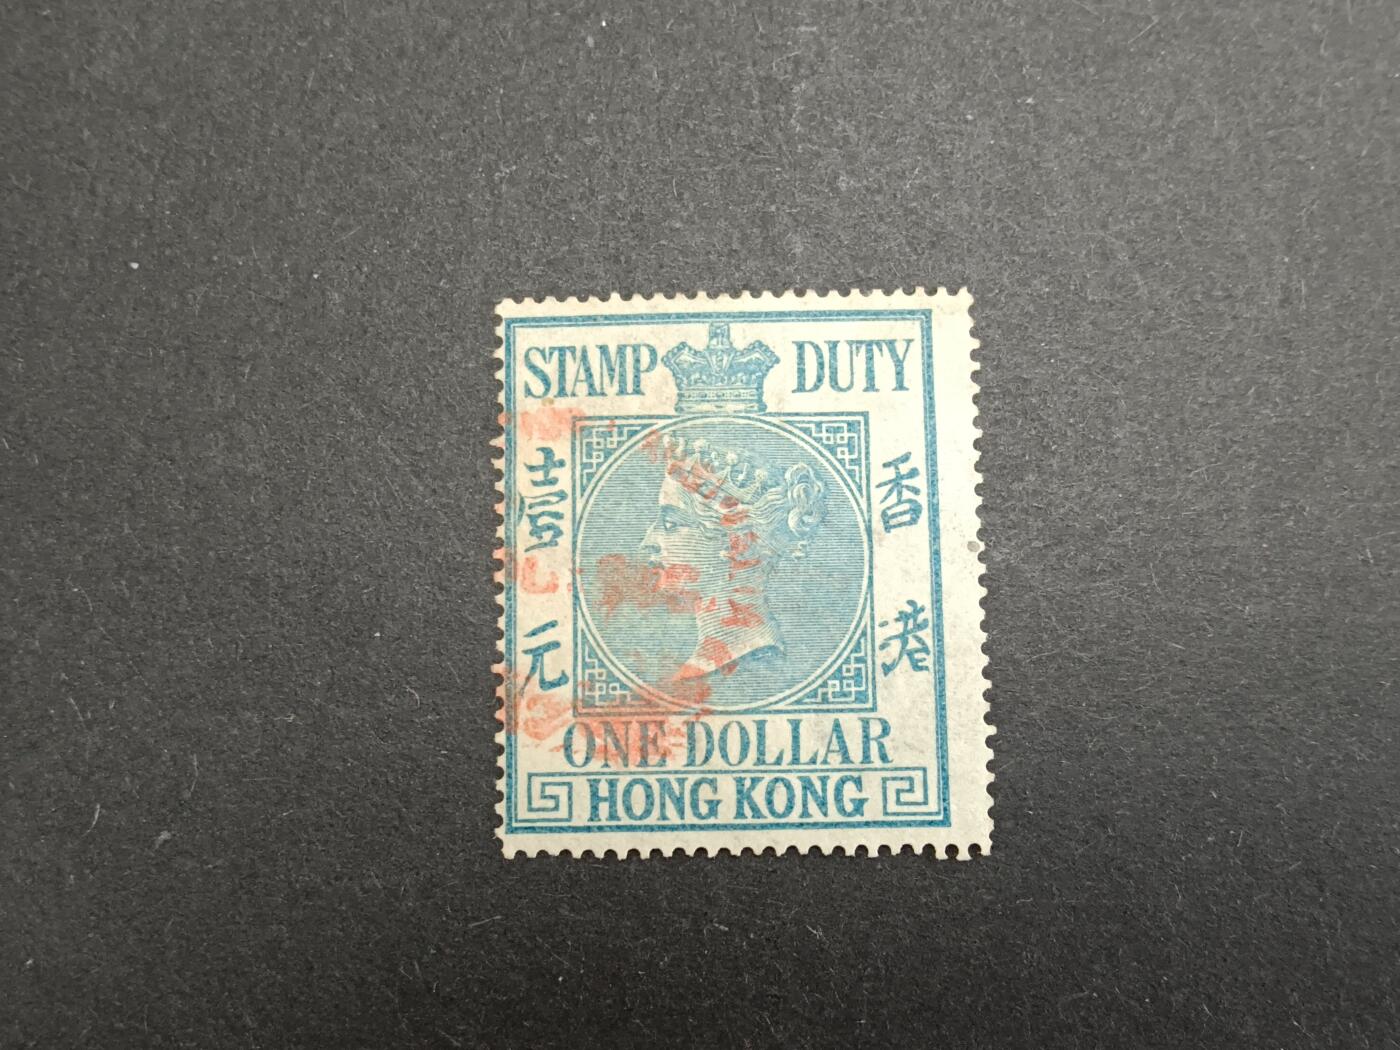 STAMP DUTY
壹元
香港
ONE DOLLAR
HONG KONG